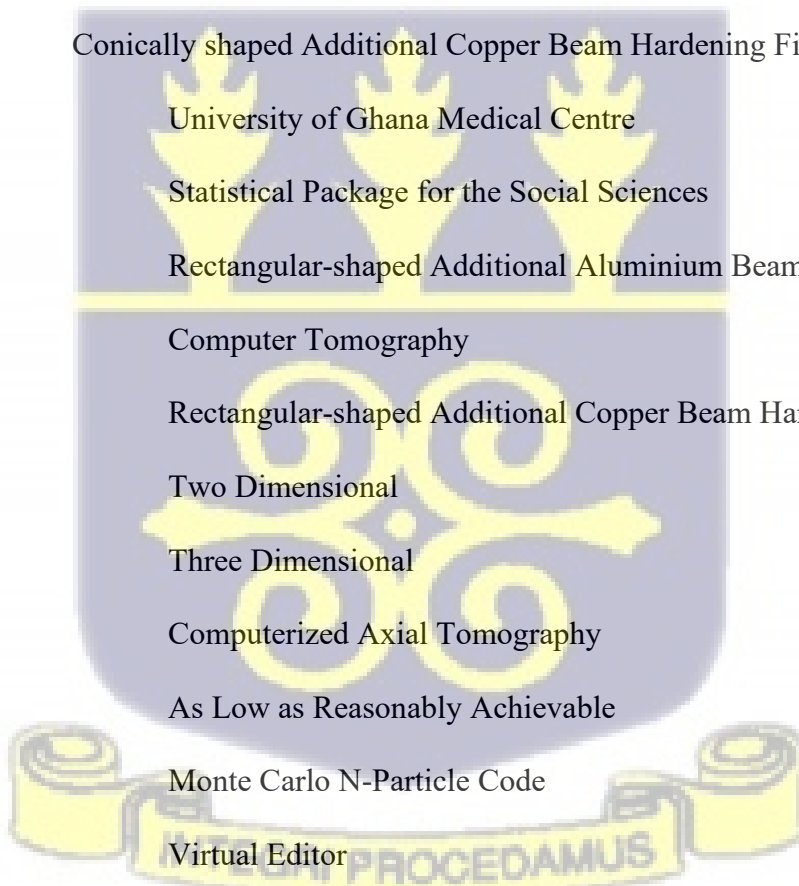 Conically shaped Additional Copper Beam Hardening Fi
University of Ghana Medical Centre
Statistical Package for the Social Sciences
Rectangular-shaped Additional Aluminium Beam
Computer Tomography
Rectangular-shaped Additional Copper Beam Ha
Two Dimensional
Three Dimensional
Computerized Axial Tomography
As Low as Reasonably Achievable
Monte Carlo N-Particle Code
Virtual Editor
INTEGRI PROCEDAMUS